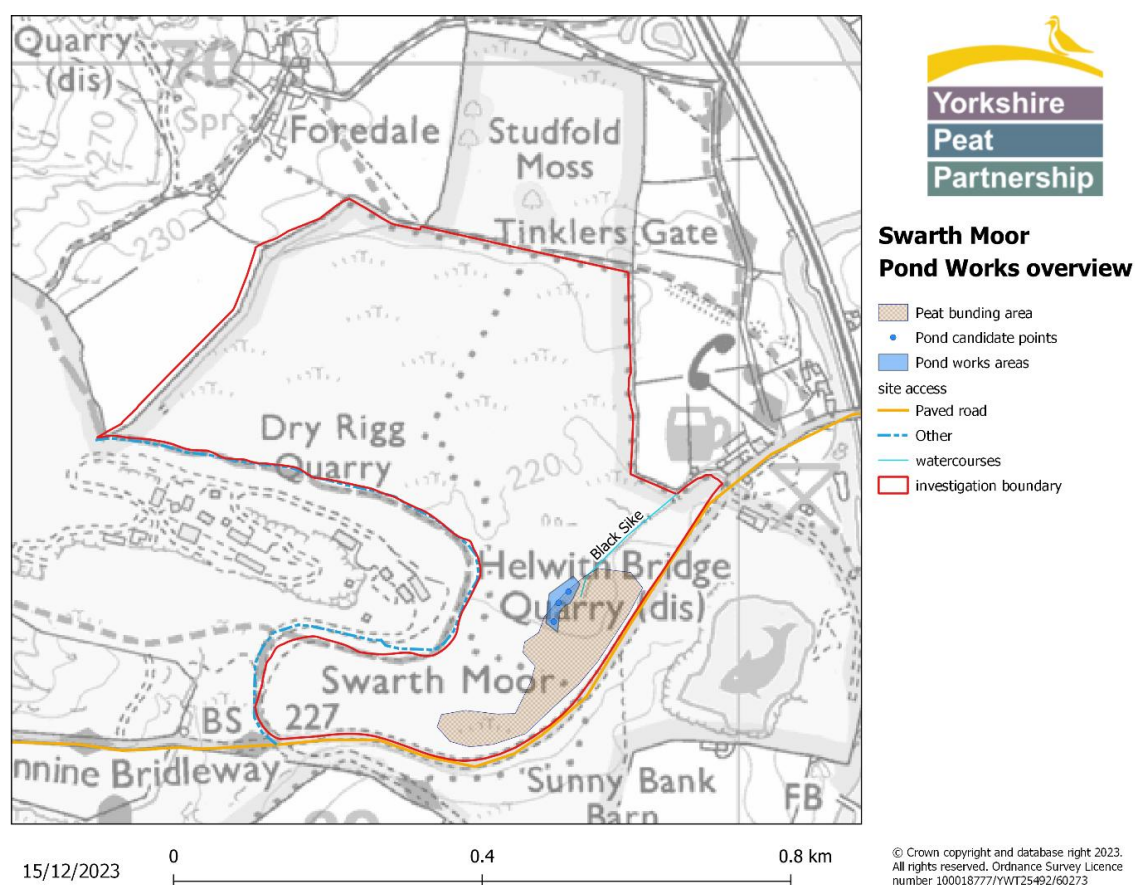 Quarry
(dis)
70
Spr
Foredale
Studfold
Moss
270
230
Tinklers Gate
Dry Rigg
Quarry
220
Black Sike
Helwith Bridge
Quarry (dis)
Swarth Moor
BS
227
nnine Bridleway
Sunny Bank
Barn
FB
Yorkshire
Peat
Partnership
Swarth Moor
Pond Works overview
Peat bunding area
Pond candidate points
Pond works areas
site access
Paved road
Other
watercourses
investigation boundary
15/12/2023
0
0.4
0.8 km
© Crown copyright and database right 2023.
All rights reserved. Ordnance Survey Licence
number 100018777/YWT25492/60273